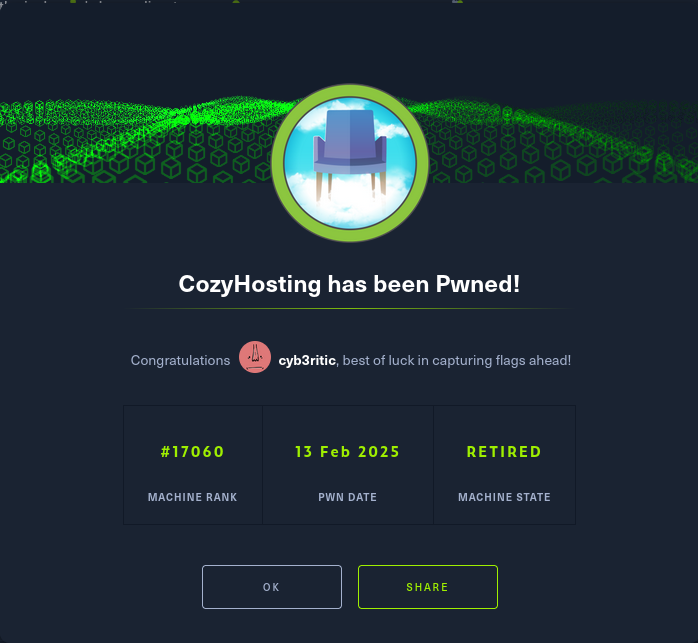 CozyHosting has been Pwned!
Congratulations cyb3ritic, best of luck in capturing flags ahead!
#17060 13 Feb 2025 RETIRED
MACHINE RANK PWN DATE MACHINE STATE
OK SHARE